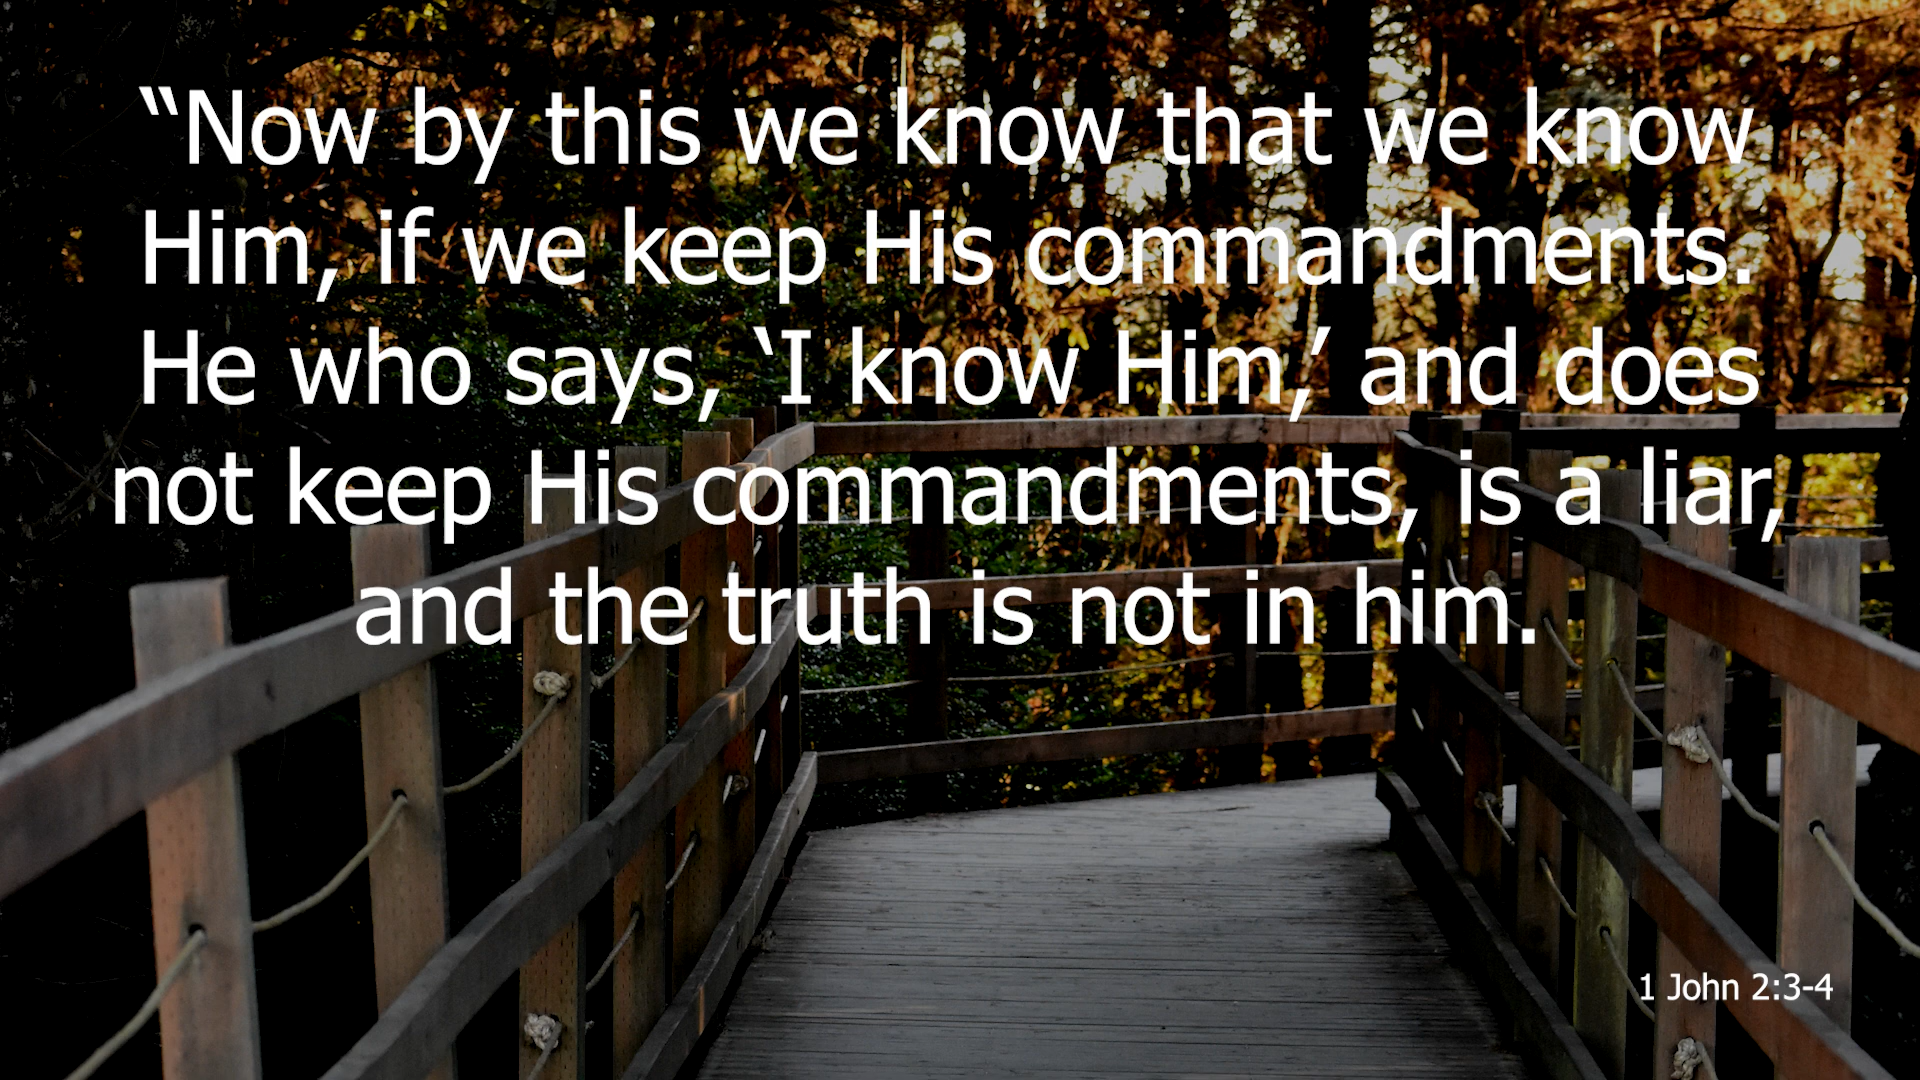 “Now by this we know that we know
Him, if we keep His commandments.
He who says, ‘I know Him,’ and does
not keep His commandments, is a liar,
and the truth is not in him.
1 John 2:3-4